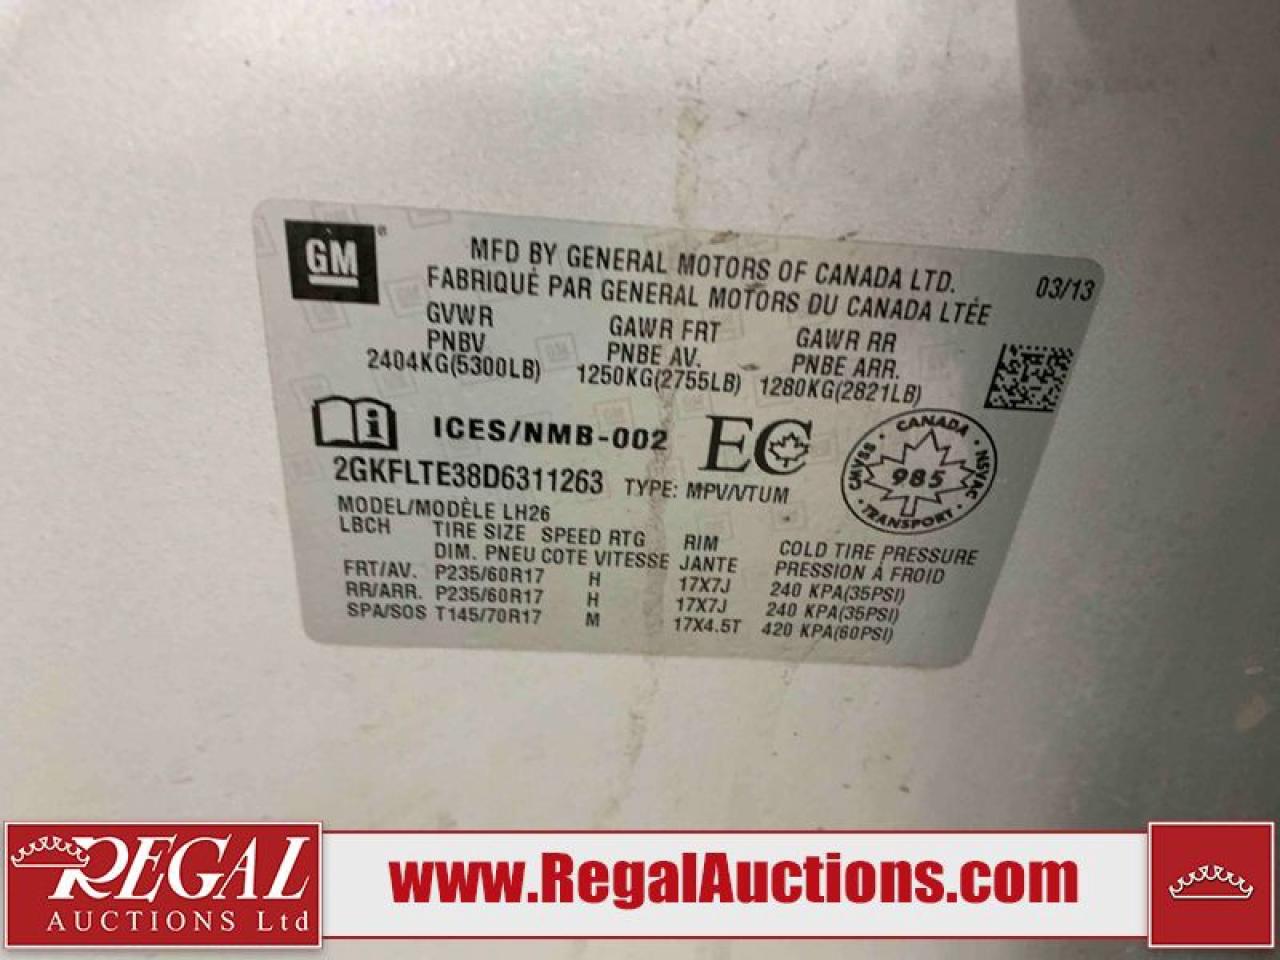 GM®
MFD BY GENERAL MOTORS OF CANADA LTD.
FABRIQUÉ PAR GENERAL MOTORS DU CANADA LTÉE
03/13
GVWR GAWR FRT GAWR RR
PNBV PNBE AV. PNBE ARR.
2404KG(5300LB) 1250KG(2755LB) 1280KG(2821LB)
i ICES/NMB-002 EC
CANADA
CMVSS 985 NSVAC
TRANSPORT
2GKFLTE38D6311263 TYPE: MPV/VTUM
MODEL/MODÈLE LH26
LBCH TIRE SIZE SPEED RTG RIM COLD TIRE PRESSURE
DIM. PNEU COTE VITESSE JANTE PRESSION À FROID
FRT/AV. P235/60R17 H 17X7J 240 KPA(35PSI)
RR/ARR. P235/60R17 H 17X7J 240 KPA(35PSI)
SPA/SOS T145/70R17 M 17X4.5T 420 KPA(60PSI)
REGAL
AUCTIONS Ltd
www.RegalAuctions.com